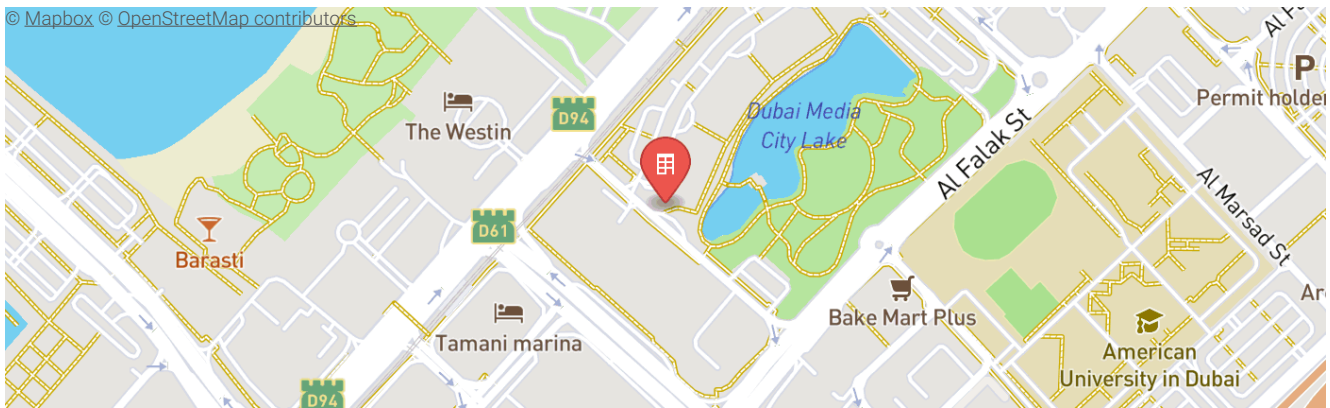 © Mapbox © OpenStreetMap contributors
The Westin
D94
Dubai Media
City Lake
Al Falak St
P
Permit holder
Al Marsad St
D61
Barasti
Bake Mart Plus
Tamani marina
American
University in Dubai
D94